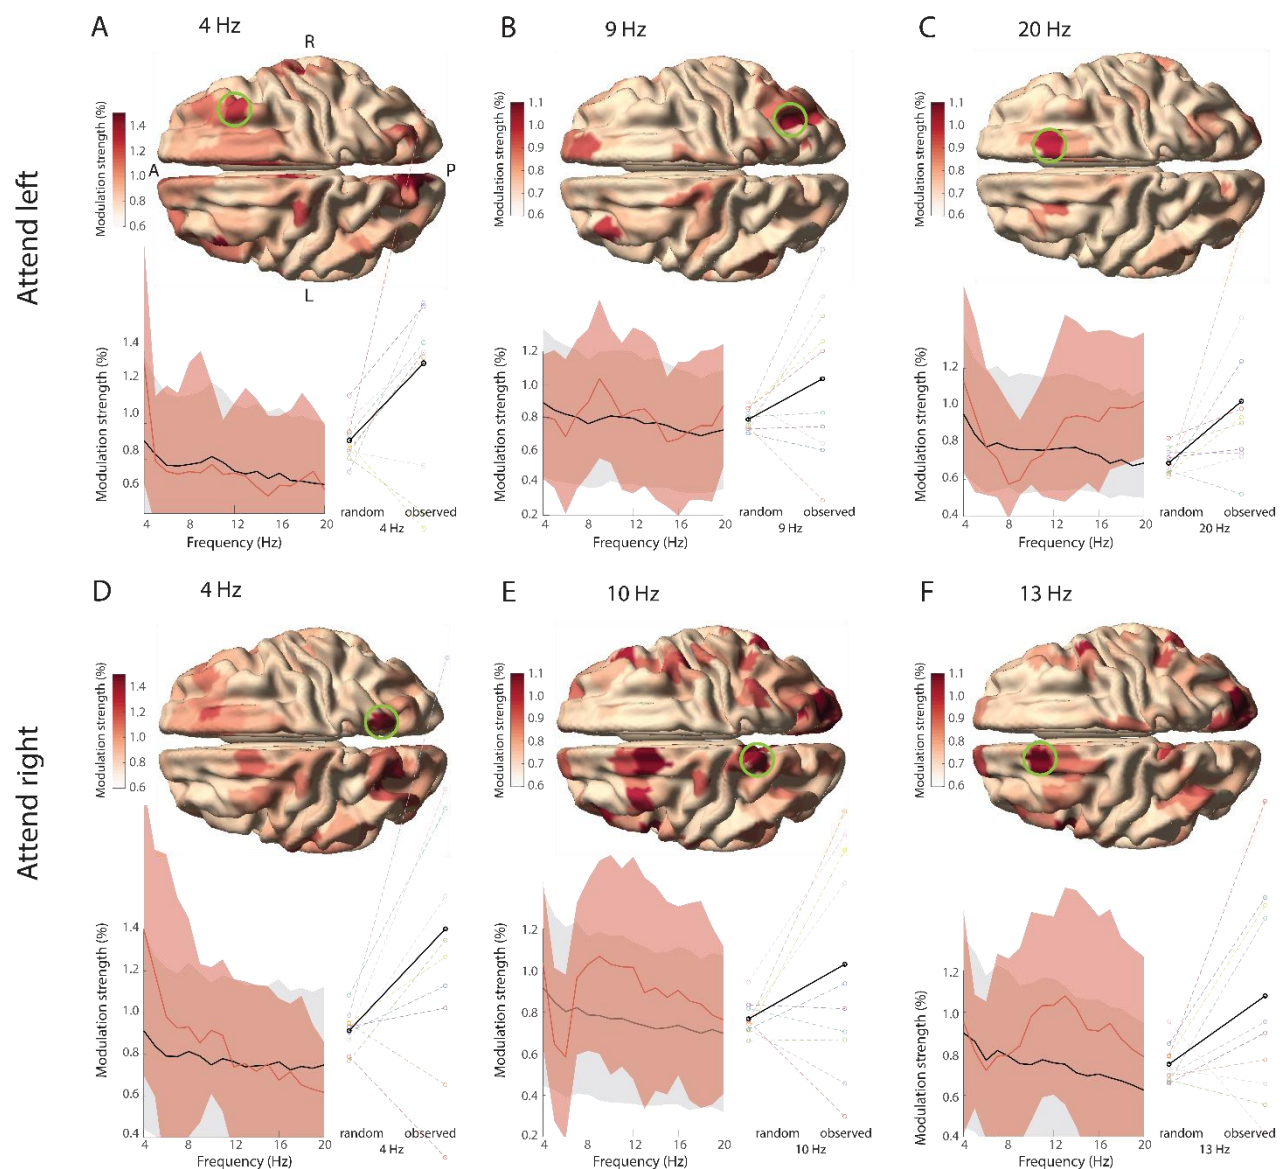 Attend left
A
4 Hz
R
A
P
L
Modulation strength (%)
1.4
1.2
1.0
0.8
0.6
Modulation strength (%)
1.4
1.2
1.0
0.8
0.6
4
8
12
16
20
Frequency (Hz)
random
observed
4 Hz
B
9 Hz
Modulation strength (%)
1.1
1.0
0.9
0.8
0.7
0.6
Modulation strength (%)
1.2
1.0
0.8
0.6
0.4
0.2
4
8
12
16
20
Frequency (Hz)
random
observed
9 Hz
C
20 Hz
Modulation strength (%)
1.1
1.0
0.9
0.8
0.7
0.6
Modulation strength (%)
1.2
1.0
0.8
0.6
0.4
4
8
12
16
20
Frequency (Hz)
random
observed
20 Hz
Attend right
D
4 Hz
Modulation strength (%)
1.4
1.2
1.0
0.8
0.6
Modulation strength (%)
1.4
1.2
1.0
0.8
0.6
0.4
4
8
12
16
20
Frequency (Hz)
random
observed
4 Hz
E
10 Hz
Modulation strength (%)
1.1
1.0
0.9
0.8
0.7
0.6
Modulation strength (%)
1.4
1.2
1.0
0.8
0.6
0.4
0.2
4
8
12
16
20
Frequency (Hz)
random
observed
10 Hz
F
13 Hz
Modulation strength (%)
1.1
1.0
0.9
0.8
0.7
0.6
Modulation strength (%)
1.2
1.0
0.8
0.6
0.4
4
8
12
16
20
Frequency (Hz)
random
observed
13 Hz